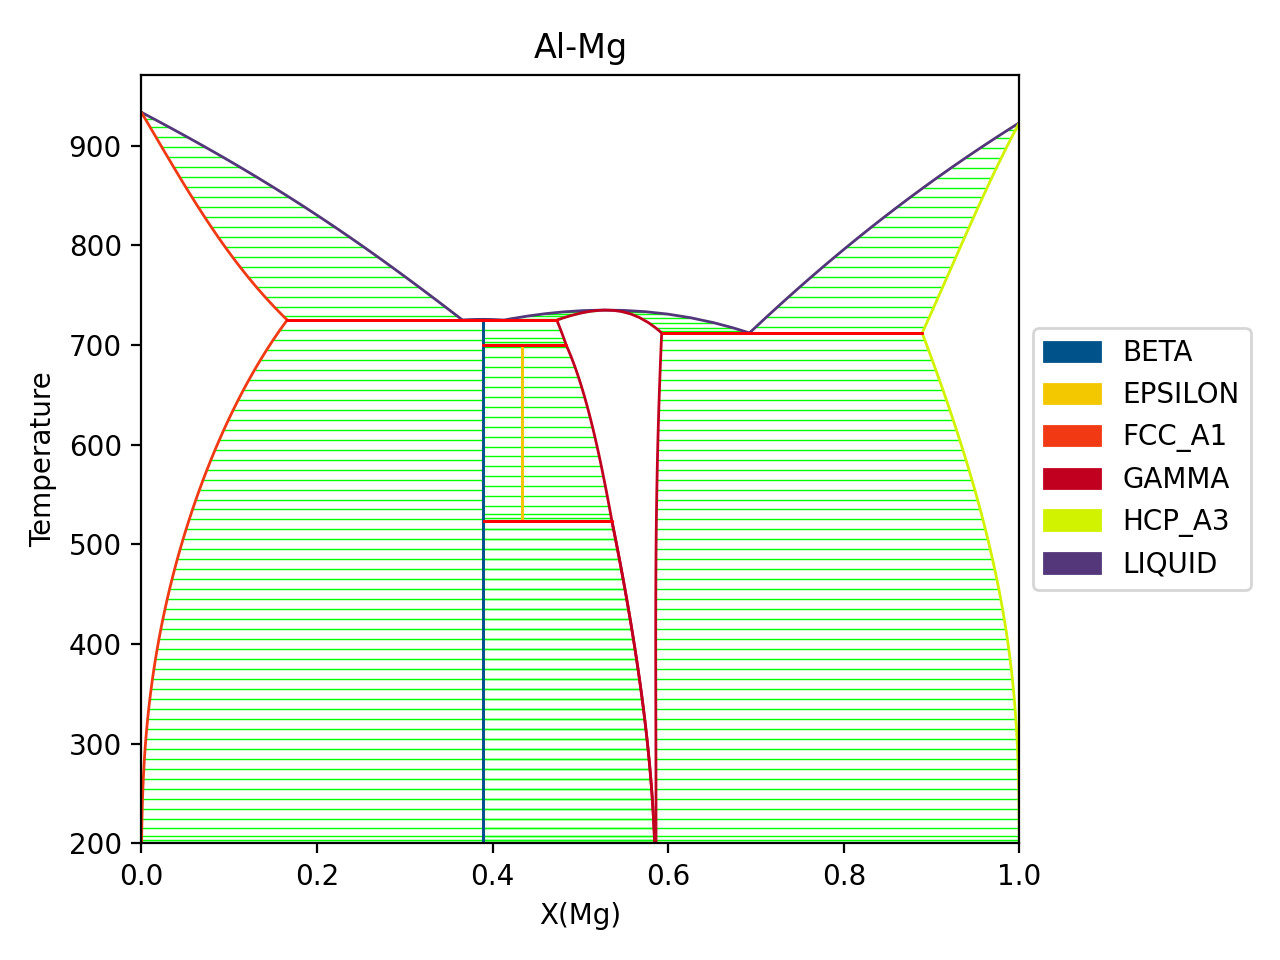 Al-Mg
900
800
700
600
500
400
300
200
Temperature
0.0 0.2 0.4 0.6 0.8 1.0
X(Mg)
BETA
EPSILON
FCC_A1
GAMMA
HCP_A3
LIQUID